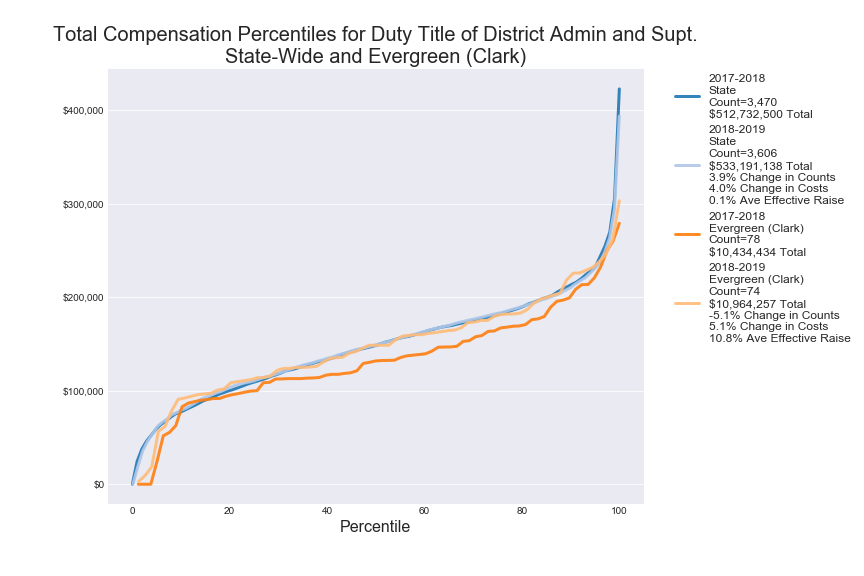 Total Compensation Percentiles for Duty Title of District Admin and Supt.
State-Wide and Evergreen (Clark)
$400,000
$300,000
$200,000
$100,000
$0
0
20
40
60
80
100
Percentile
2017-2018
State
Count=3,470
$512,732,500 Total
2018-2019
State
Count=3,606
$533,191,138 Total
3.9% Change in Counts
4.0% Change in Costs
0.1% Ave Effective Raise
2017-2018
Evergreen (Clark)
Count=78
$10,434,434 Total
2018-2019
Evergreen (Clark)
Count=74
$10,964,257 Total
-5.1% Change in Counts
5.1% Change in Costs
10.8% Ave Effective Raise